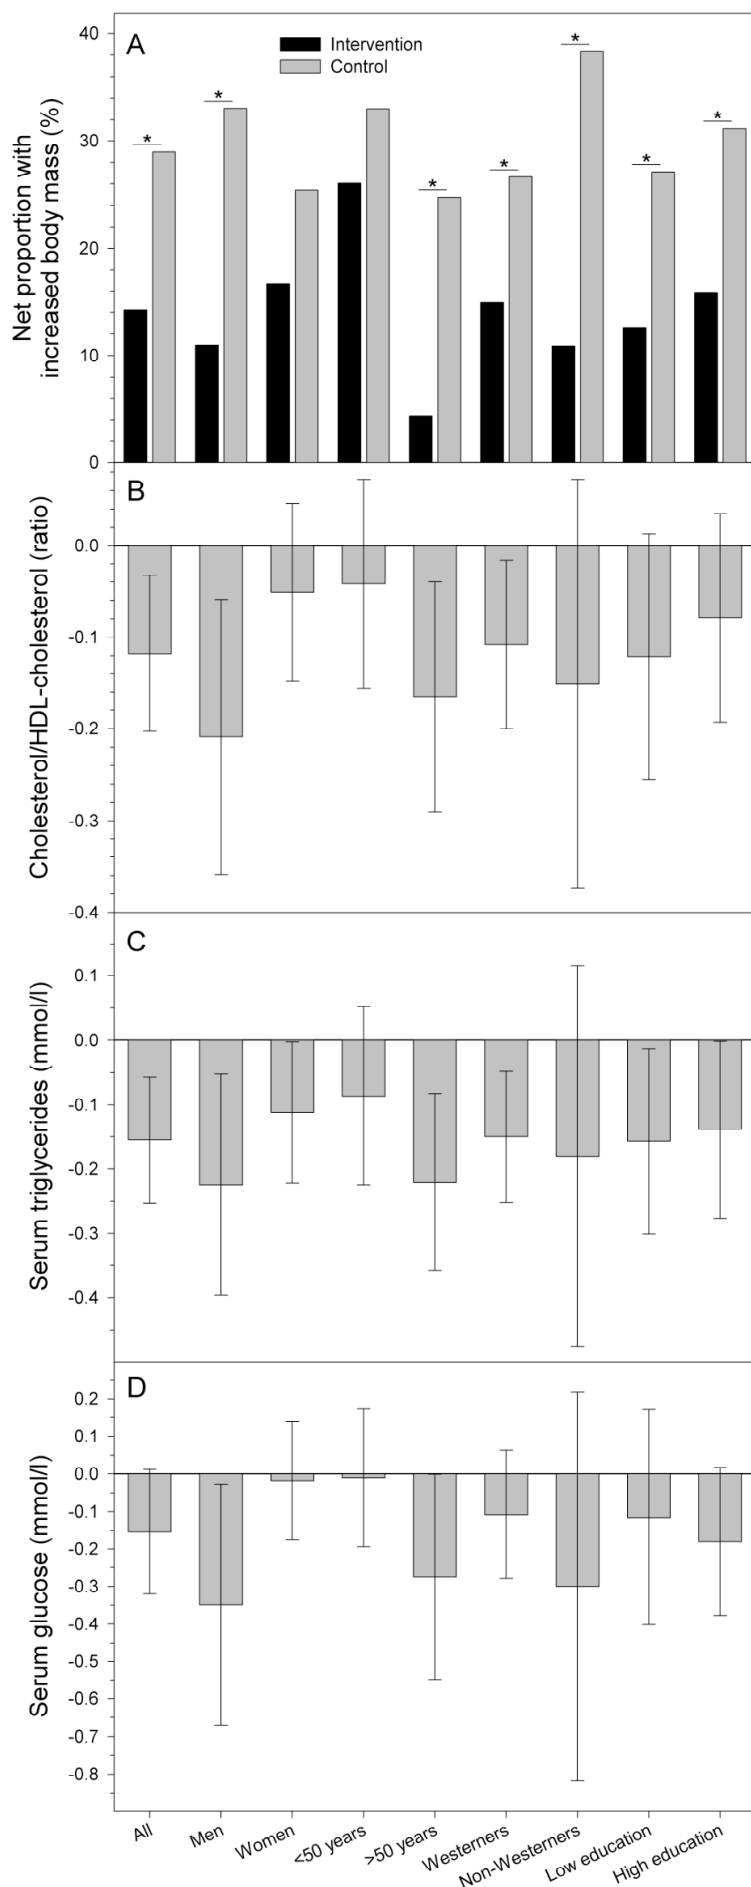 A
Intervention
Control
*
*
*
*
*
*
*
40
30
20
10
0
Net proportion with
increased body mass (%)
B
0.0
-0.1
-0.2
-0.3
-0.4
Cholesterol/HDL-cholesterol (ratio)
C
0.1
0.0
-0.1
-0.2
-0.3
-0.4
Serum triglycerides (mmol/l)
D
0.2
0.1
0.0
-0.1
-0.2
-0.3
-0.4
-0.5
-0.6
-0.7
-0.8
Serum glucose (mmol/l)
All
Men
Women
<50 years
>50 years
Westerners
Non-Westerners
Low education
High education